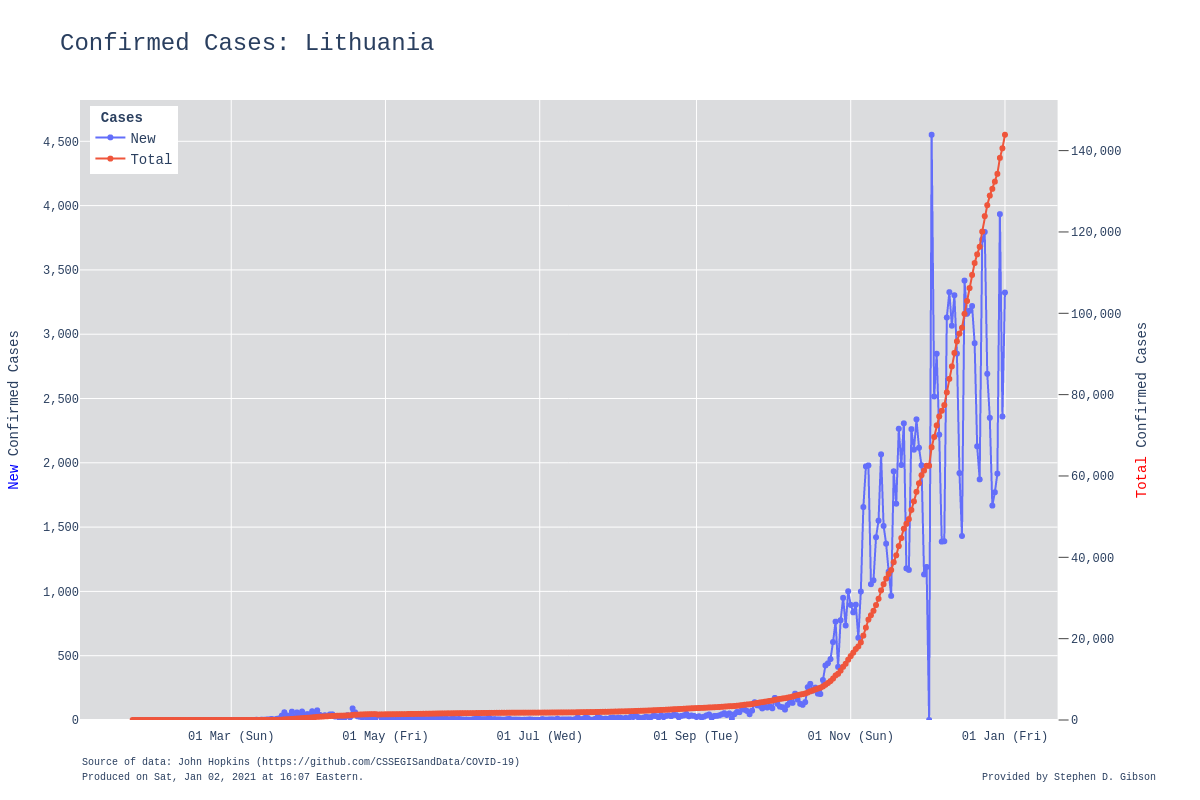 Confirmed Cases: Lithuania
Cases
New
Total
4,500
4,000
3,500
3,000
2,500
2,000
1,500
1,000
500
0
New Confirmed Cases
140,000
120,000
100,000
80,000
60,000
40,000
20,000
0
Total Confirmed Cases
01 Mar (Sun) 01 May (Fri) 01 Jul (Wed) 01 Sep (Tue) 01 Nov (Sun) 01 Jan (Fri)
Source of data: John Hopkins (https://github.com/CSSEGISandData/COVID-19)
Produced on Sat, Jan 02, 2021 at 16:07 Eastern.
Provided by Stephen D. Gibson